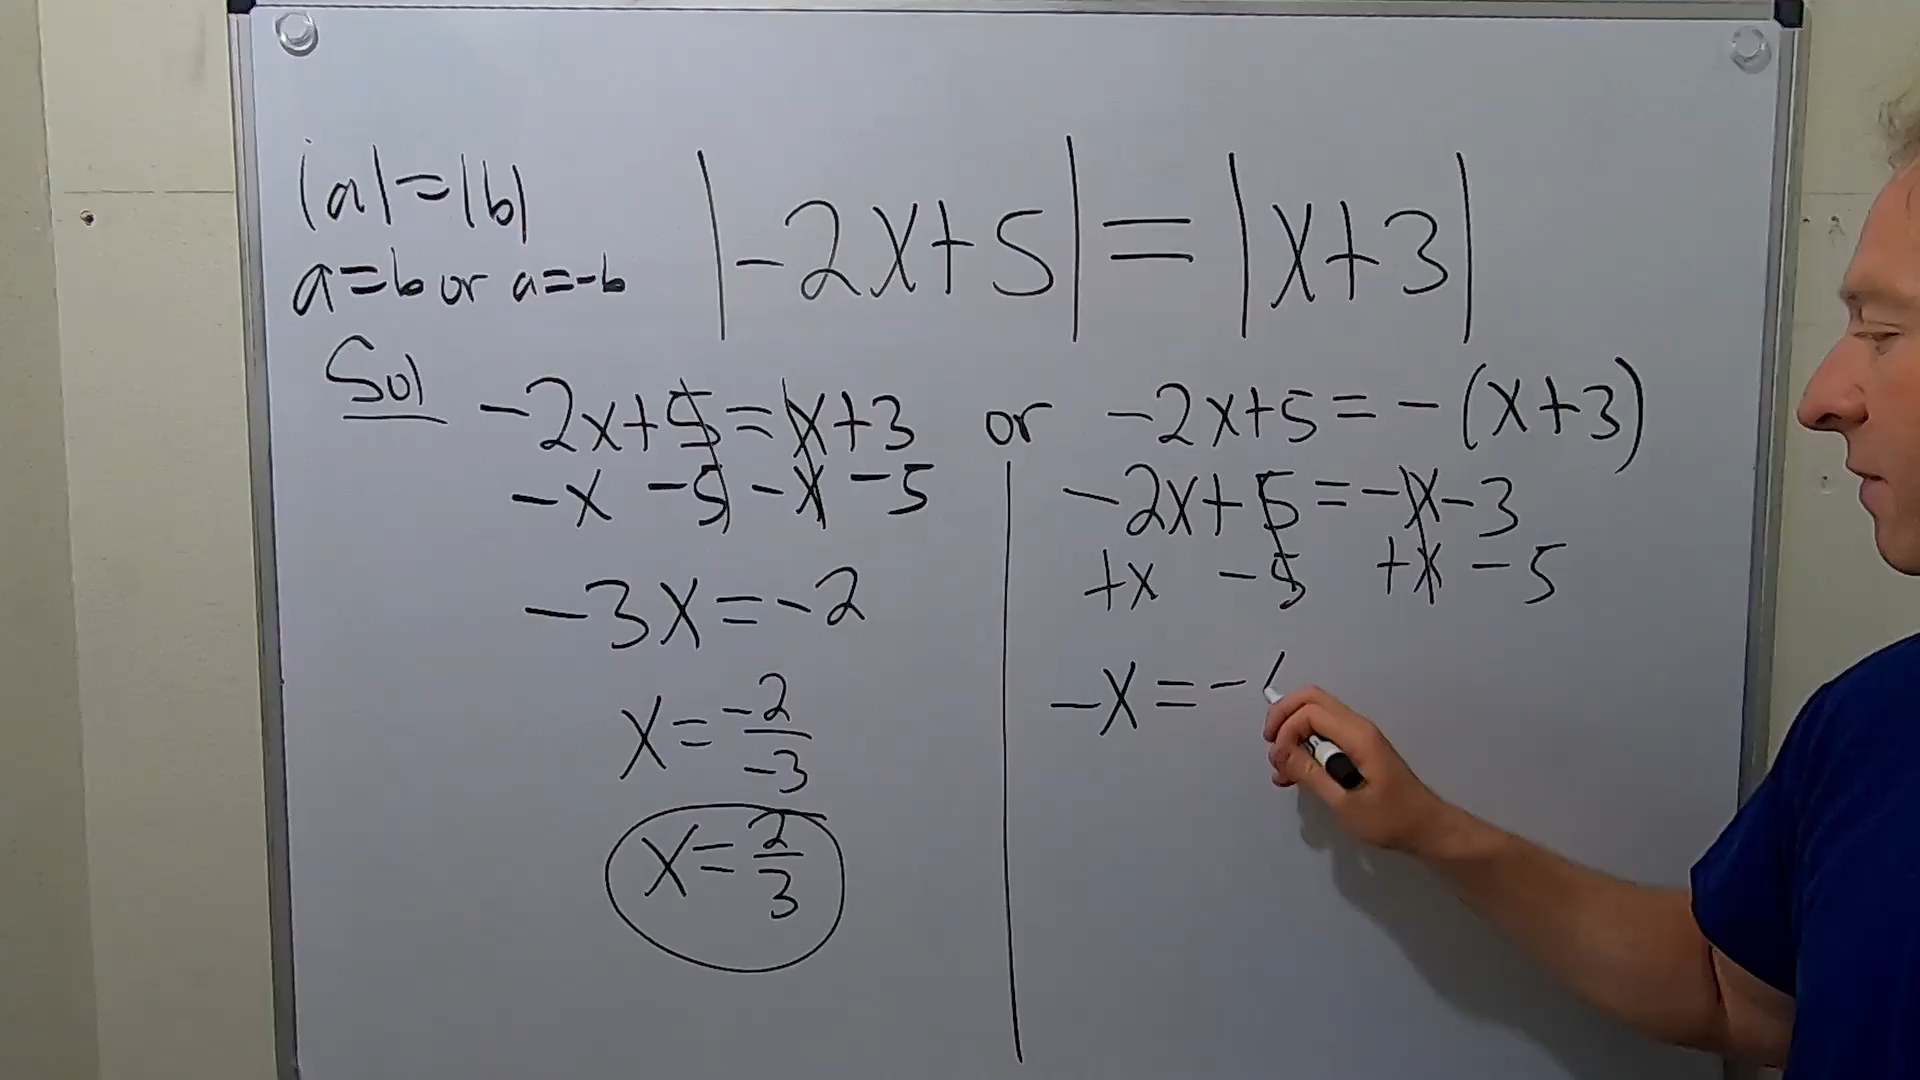 |a|=|b|
a=b or a=-b
|-2x+5|=|x+3|
Sol
-2x+5=x+3 or -2x+5=-(x+3)
-x -5 -x -5
-3x=-2
x=-2/-3
x=2/3
-2x+5=-x-3
+x -5 +x -5
-x=-